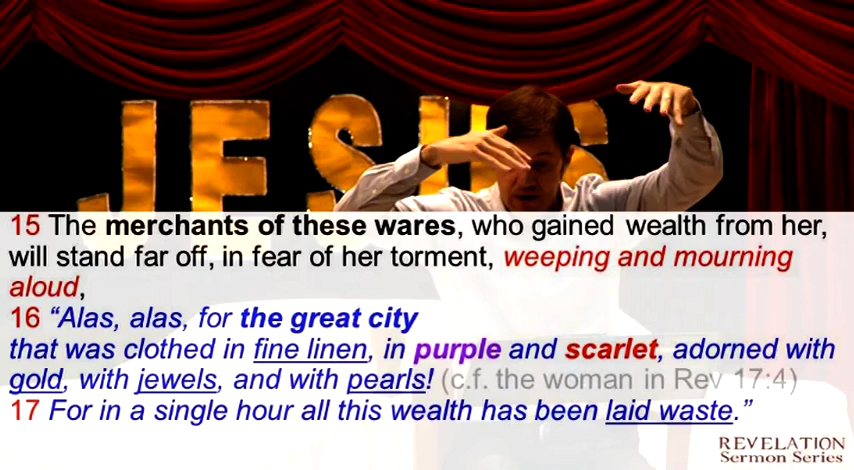 JESUS
15 The merchants of these wares, who gained wealth from her,
will stand far off, in fear of her torment, weeping and mourning
aloud,
16 “Alas, alas, for the great city
that was clothed in fine linen, in purple and scarlet, adorned with
gold, with jewels, and with pearls! (c.f. the woman in Rev 17:4)
17 For in a single hour all this wealth has been laid waste.”
REVELATION
Sermon Series